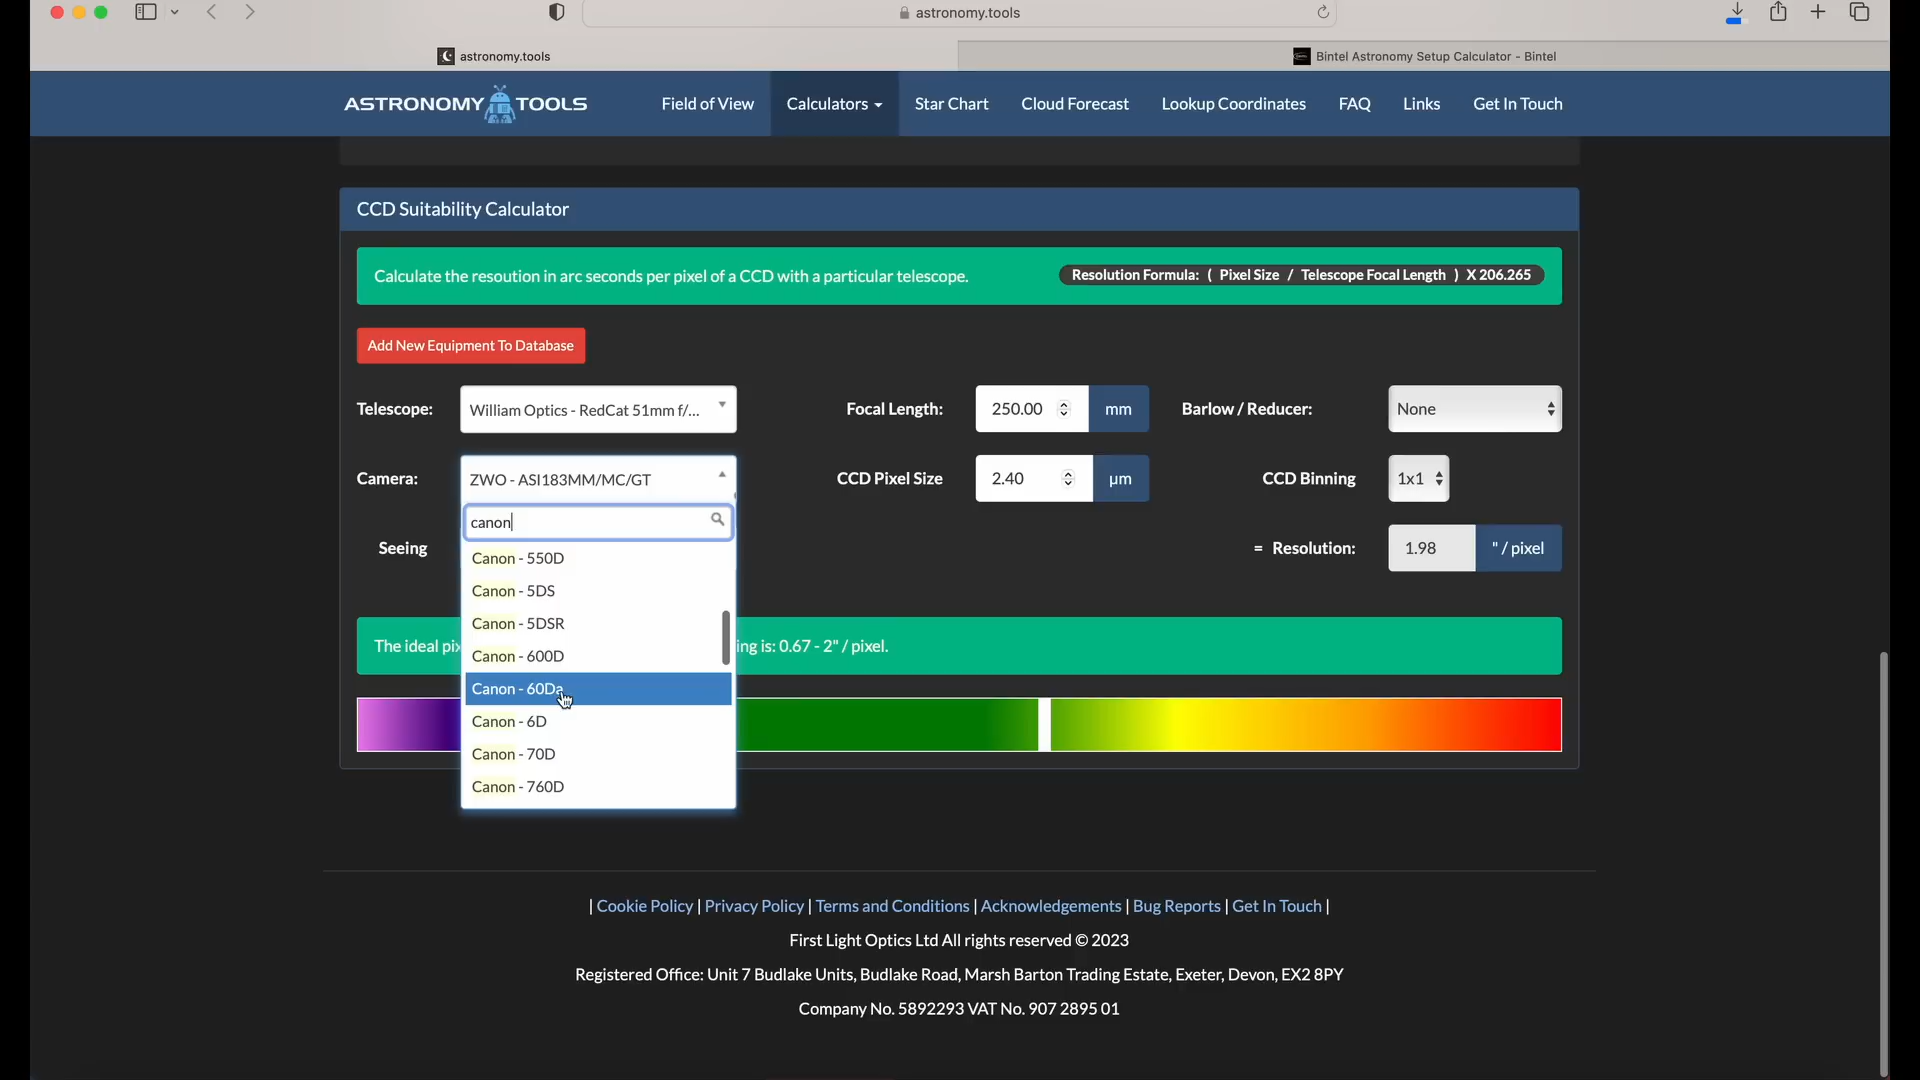 astronomy.tools
astronomy.tools
Bintel Astronomy Setup Calculator - Bintel
ASTRONOMY TOOLS
Field of View
Calculators
Star Chart
Cloud Forecast
Lookup Coordinates
FAQ
Links
Get In Touch
CCD Suitability Calculator
Calculate the resoution in arc seconds per pixel of a CCD with a particular telescope.
Resolution Formula: ( Pixel Size / Telescope Focal Length ) X 206.265
Add New Equipment To Database
Telescope:
William Optics - RedCat 51mm f/...
Focal Length:
250.00
mm
Barlow / Reducer:
None
Camera:
ZWO - ASI183MM/MC/GT
CCD Pixel Size
2.40
µm
CCD Binning
1x1
canon
Seeing
= Resolution:
1.98
" / pixel
Canon - 550D
Canon - 5DS
Canon - 5DSR
Canon - 600D
Canon - 60Da
Canon - 6D
Canon - 70D
Canon - 760D
The ideal pix
ing is: 0.67 - 2" / pixel.
| Cookie Policy | Privacy Policy | Terms and Conditions | Acknowledgements | Bug Reports | Get In Touch |
First Light Optics Ltd All rights reserved © 2023
Registered Office: Unit 7 Budlake Units, Budlake Road, Marsh Barton Trading Estate, Exeter, Devon, EX2 8PY
Company No. 5892293 VAT No. 907 2895 01